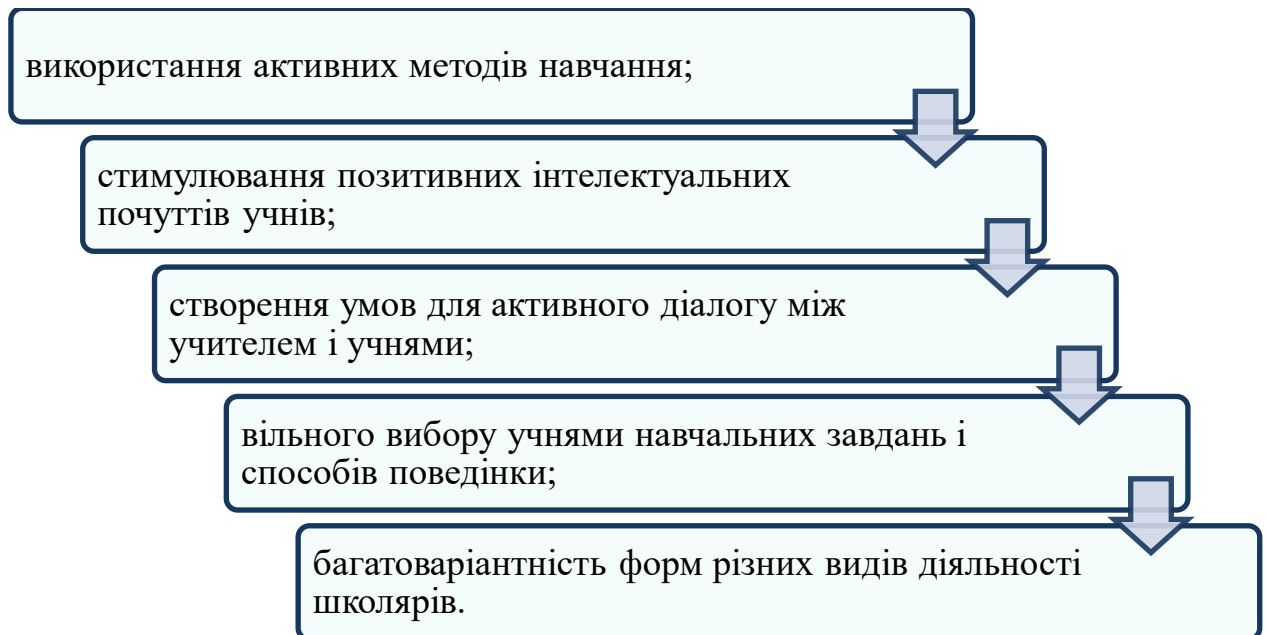 використання активних методів навчання;
стимулювання позитивних інтелектуальних
почуттів учнів;
створення умов для активного діалогу між
учителем і учнями;
вільного вибору учнями навчальних завдань і
способів поведінки;
багатоваріантність форм різних видів діяльності
школярів.